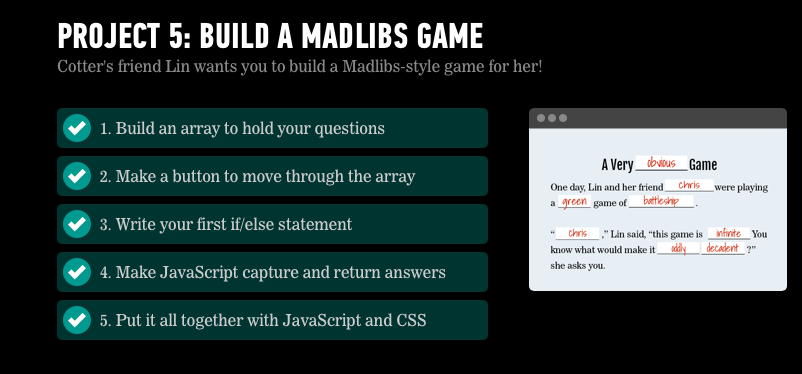 PROJECT 5: BUILD A MADLIBS GAME
Cotter's friend Lin wants you to build a Madlibs-style game for her!
1. Build an array to hold your questions
2. Make a button to move through the array
3. Write your first if/else statement
4. Make JavaScript capture and return answers
5. Put it all together with JavaScript and CSS
A Very obvious Game
One day, Lin and her friend chris were playing
a green game of battleship.
"chris," Lin said, "this game is infinite You
know what would make it oddly decadent?"
she asks you.